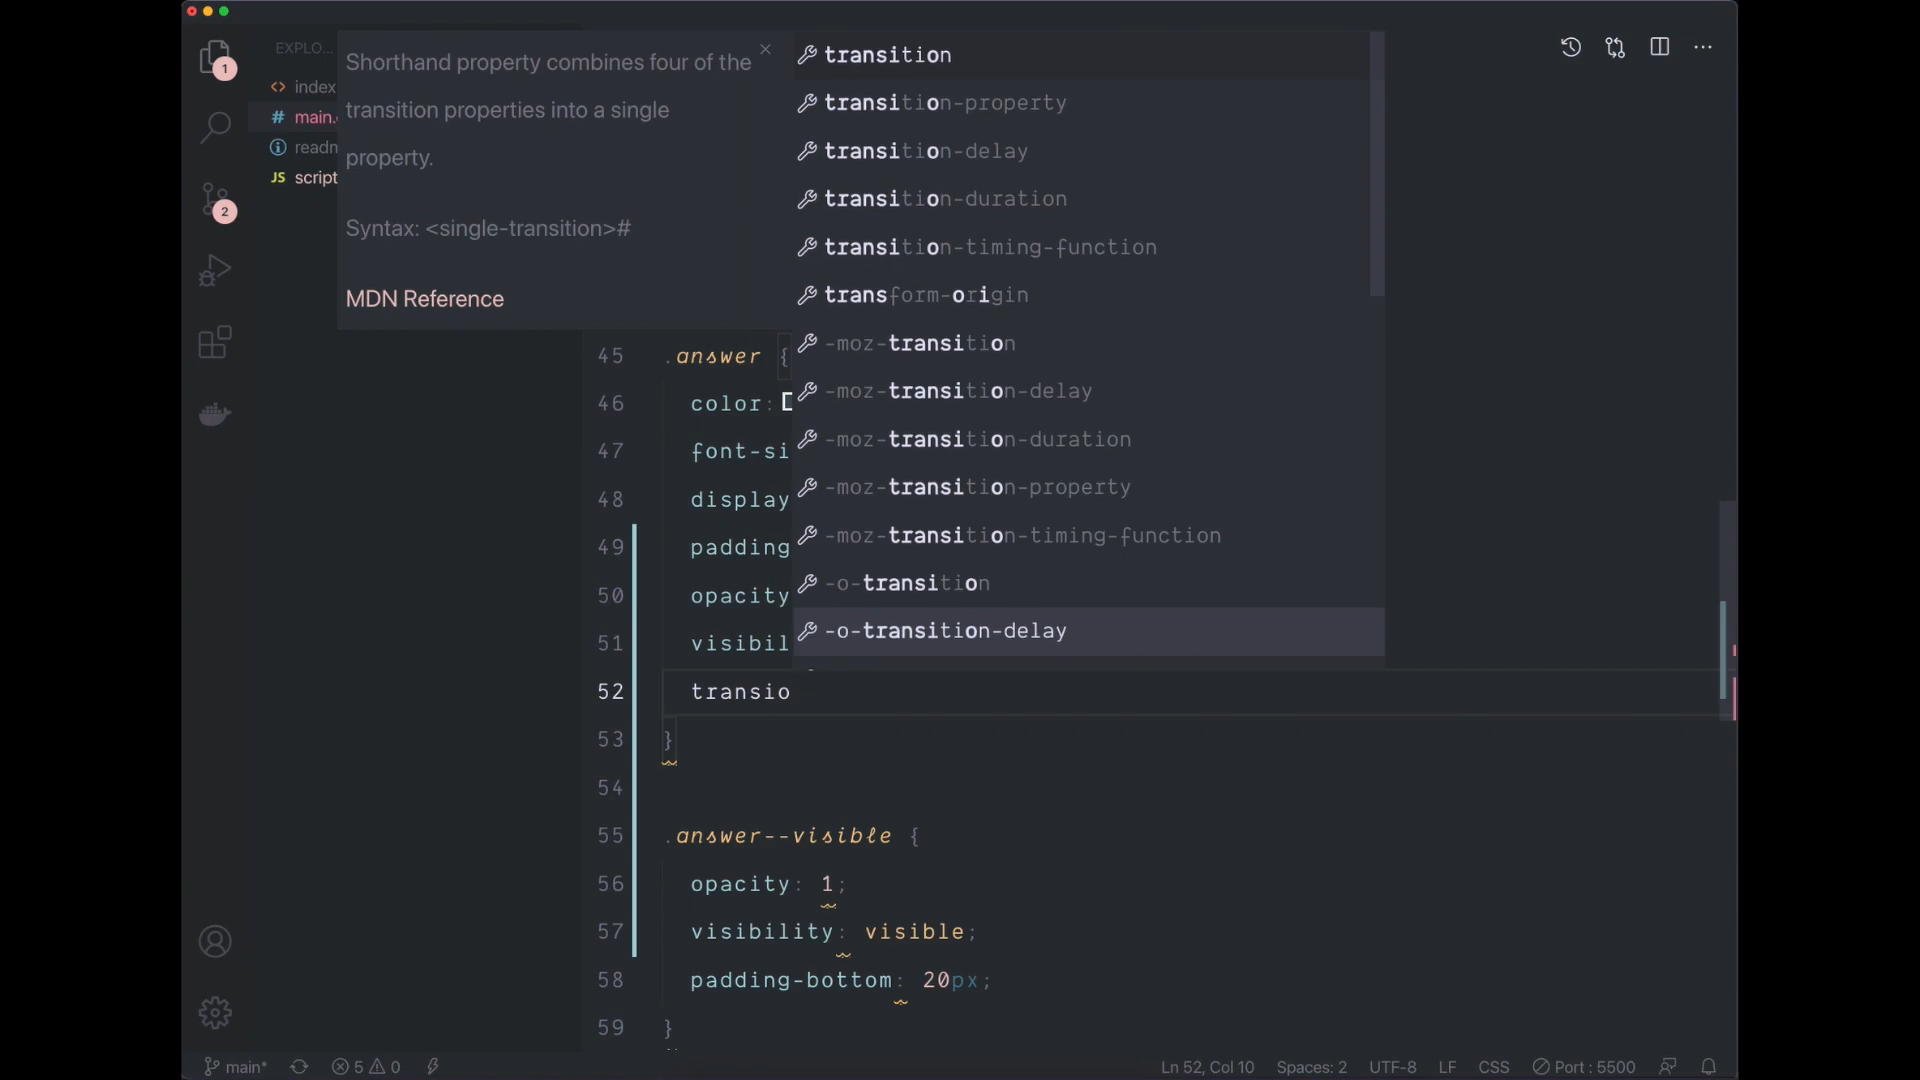 EXPLO...
1
index
main.
readn
JS script
2
Shorthand property combines four of the
transition properties into a single
property.
Syntax: <single-transition>#
MDN Reference
transition
transition-property
transition-delay
transition-duration
transition-timing-function
transform-origin
-moz-transition
-moz-transition-delay
-moz-transition-duration
-moz-transition-property
-moz-transition-timing-function
-o-transition
-o-transition-delay
45 .answer {
46 color:
47 font-si
48 display
49 padding
50 opacity
51 visibil
52 transio
53 }
54
55 .answer--visible {
56 opacity: 1;
57 visibility: visible;
58 padding-bottom: 20px;
59 }
main* 5 0 Ln 52, Col 10 Spaces: 2 UTF-8 LF CSS Port : 5500